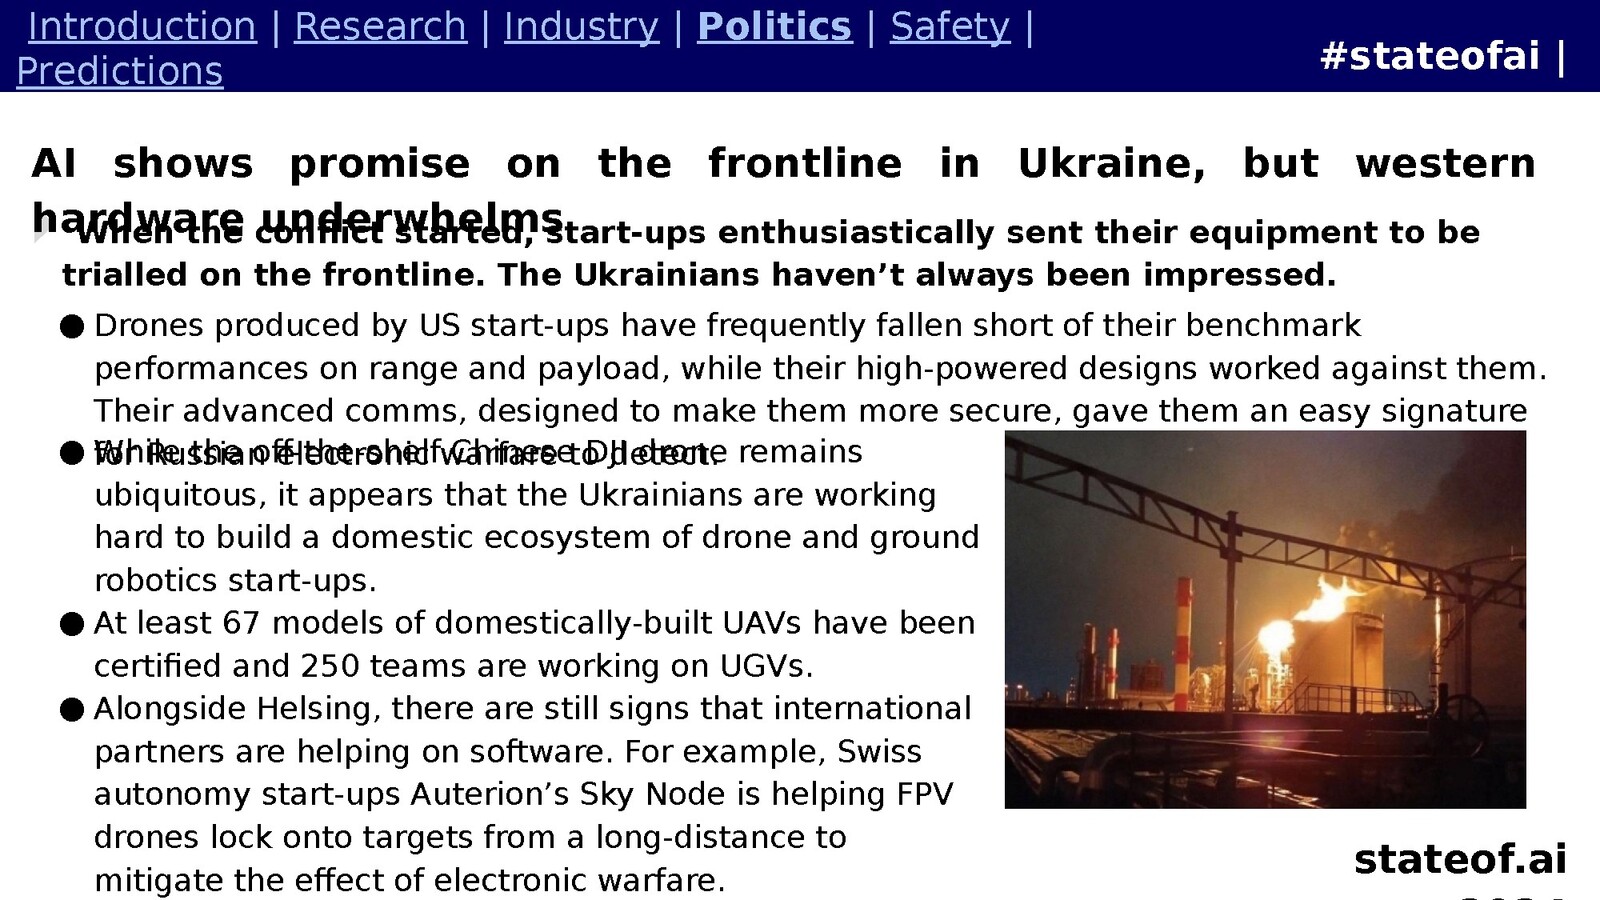 Introduction | Research | Industry | Politics | Safety |
Predictions
#stateofai |
AI shows promise on the frontline in Ukraine, but western
hardware underwhelms
When the conflict started, start-ups enthusiastically sent their equipment to be
trialled on the frontline. The Ukrainians haven’t always been impressed.
● Drones produced by US start-ups have frequently fallen short of their benchmark
performances on range and payload, while their high-powered designs worked against them.
Their advanced comms, designed to make them more secure, gave them an easy signature
for Russian electronic warfare to detect.
● While the off-the-shelf Chinese DJI drone remains
ubiquitous, it appears that the Ukrainians are working
hard to build a domestic ecosystem of drone and ground
robotics start-ups.
● At least 67 models of domestically-built UAVs have been
certified and 250 teams are working on UGVs.
● Alongside Helsing, there are still signs that international
partners are helping on software. For example, Swiss
autonomy start-ups Auterion’s Sky Node is helping FPV
drones lock onto targets from a long-distance to
mitigate the effect of electronic warfare.
stateof.ai